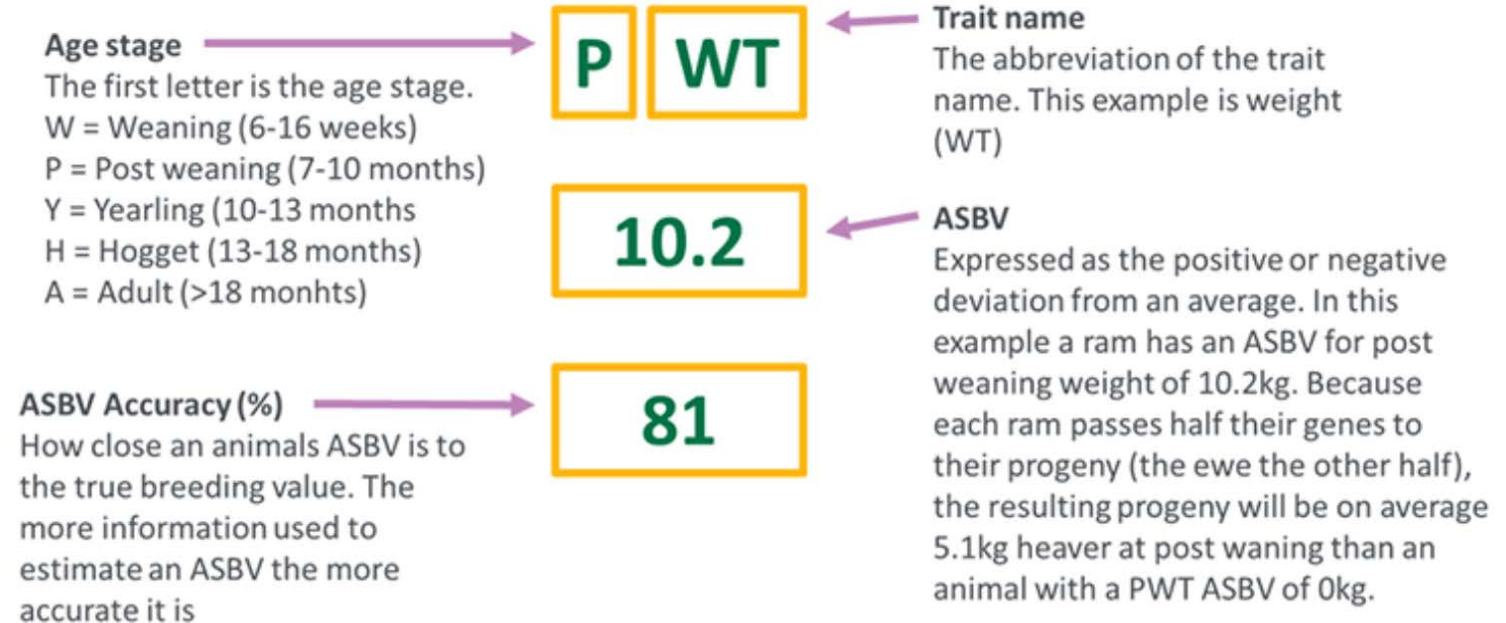 Age stage
The first letter is the age stage.
W = Weaning (6-16 weeks)
P = Post weaning (7-10 months)
Y = Yearling (10-13 months
H = Hogget (13-18 months)
A = Adult (>18 monhts)
P WT
Trait name
The abbreviation of the trait
name. This example is weight
(WT)
10.2
ASBV
Expressed as the positive or negative
deviation from an average. In this
example a ram has an ASBV for post
weaning weight of 10.2kg. Because
each ram passes half their genes to
their progeny (the ewe the other half),
the resulting progeny will be on average
5.1kg heaver at post waning than an
animal with a PWT ASBV of 0kg.
ASBV Accuracy (%)
How close an animals ASBV is to
the true breeding value. The
more information used to
estimate an ASBV the more
accurate it is
81